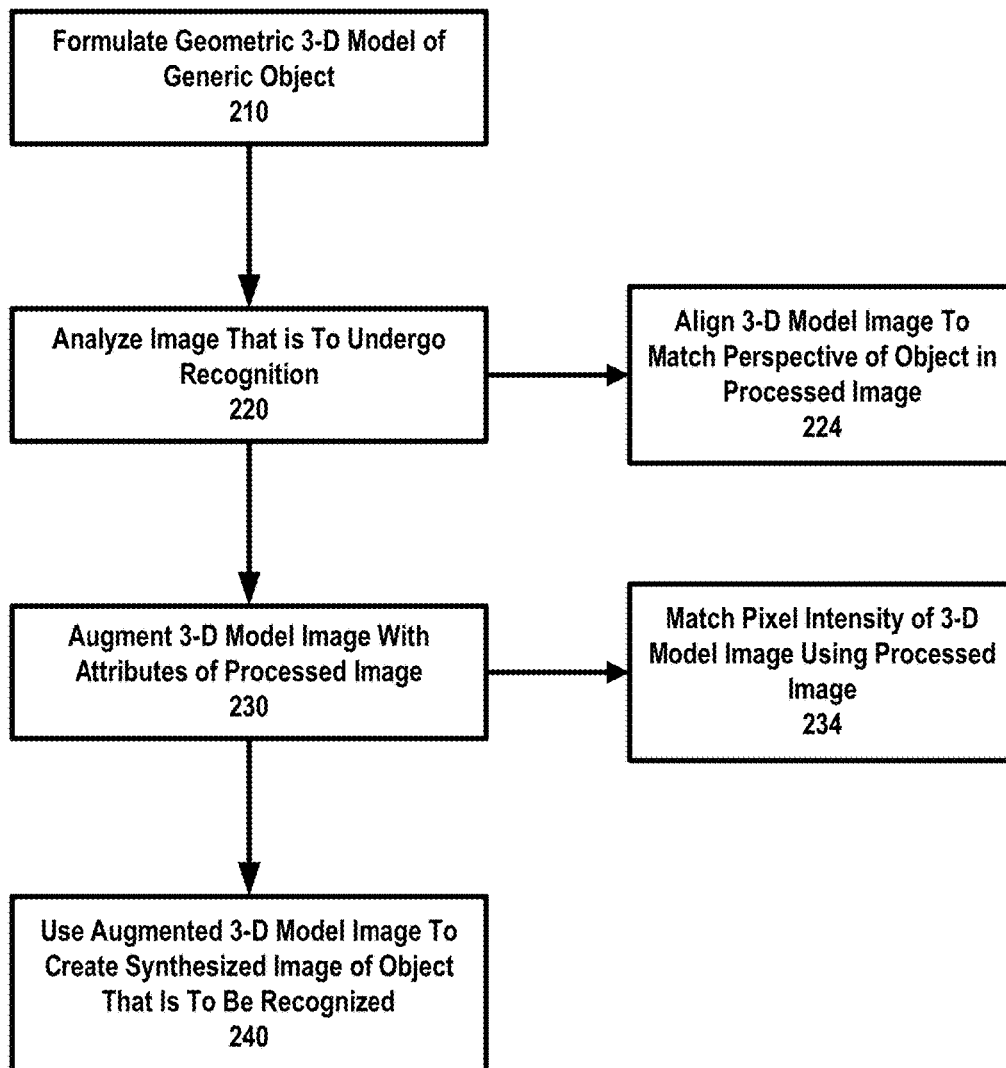 Formulate Geometric 3-D Model of
Generic Object
210
Analyze Image That is To Undergo
Recognition
220
Align 3-D Model Image To
Match Perspective of Object in
Processed Image
224
Augment 3-D Model Image With
Attributes of Processed Image
230
Match Pixel Intensity of 3-D
Model Image Using Processed
Image
234
Use Augmented 3-D Model Image To
Create Synthesized Image of Object
That Is To Be Recognized
240